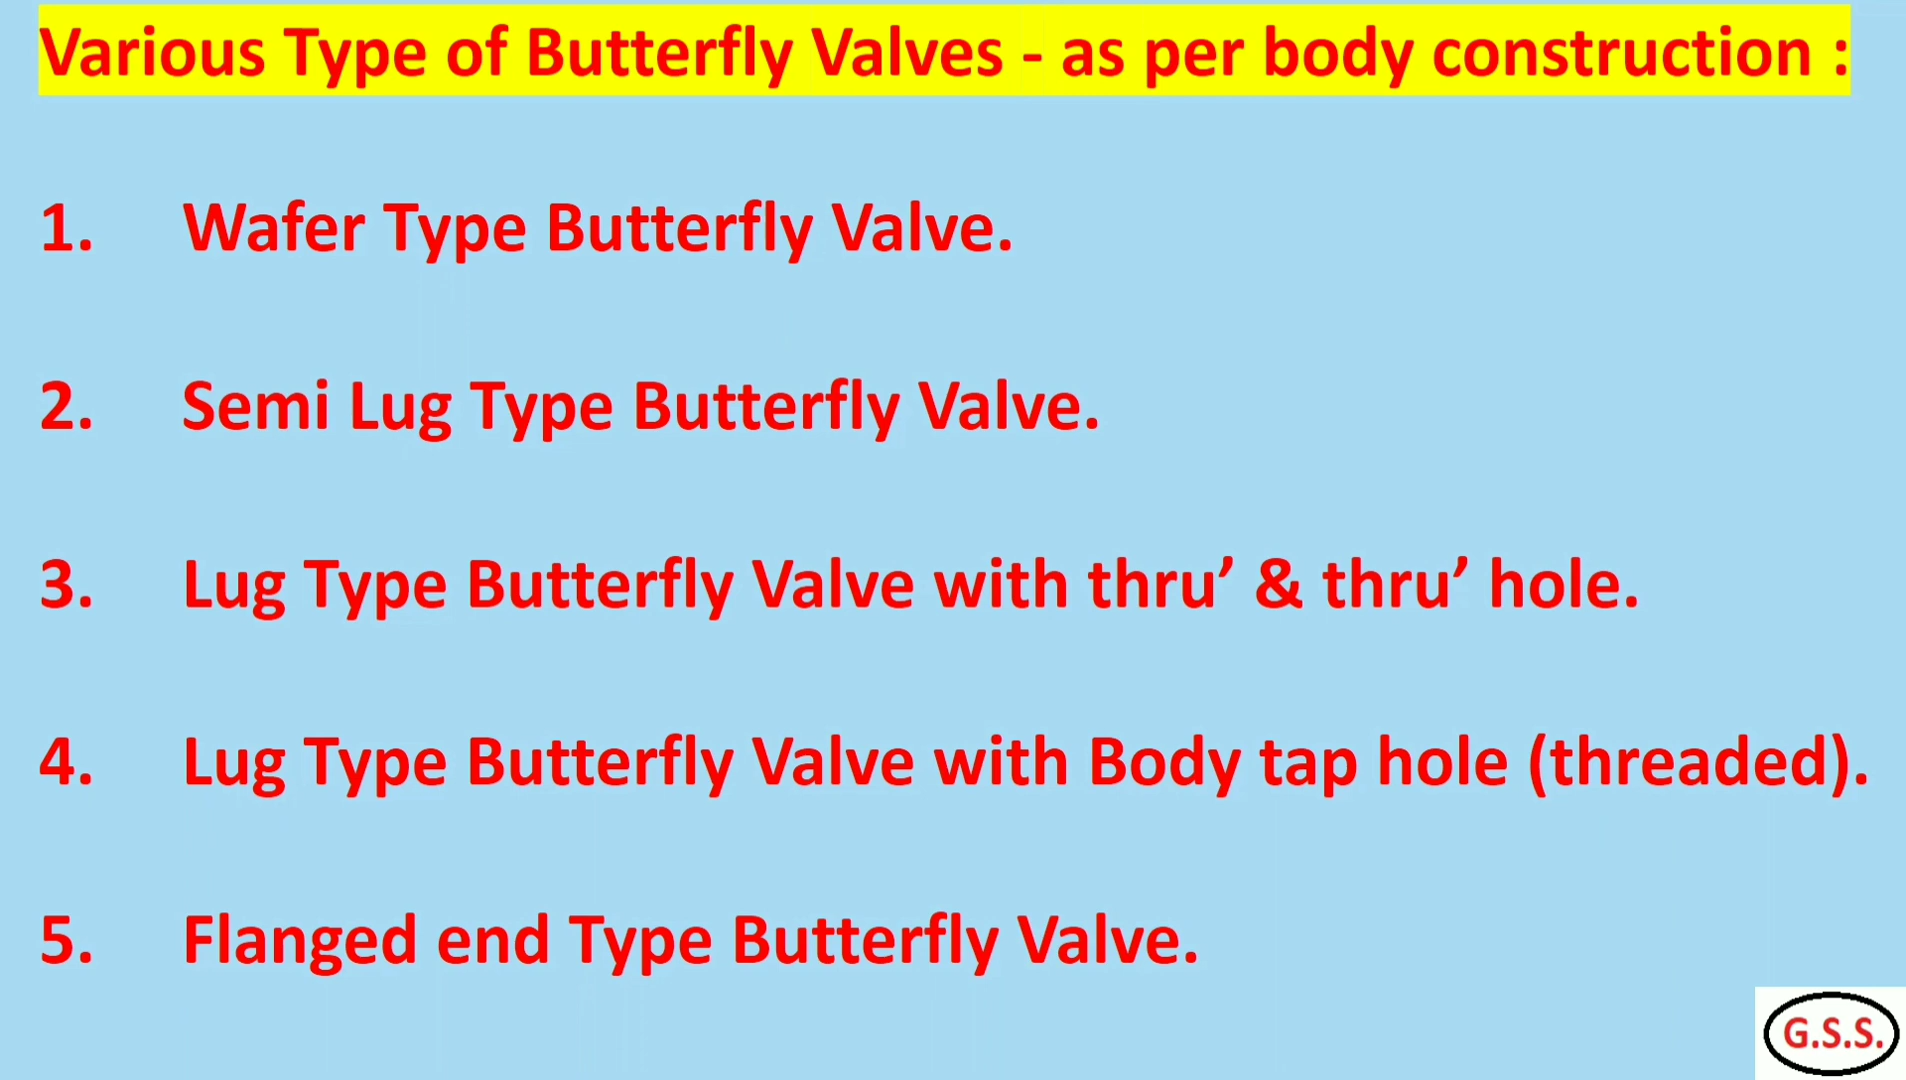 Various Type of Butterfly Valves - as per body construction :
1. Wafer Type Butterfly Valve.
2. Semi Lug Type Butterfly Valve.
3. Lug Type Butterfly Valve with thru’ & thru’ hole.
4. Lug Type Butterfly Valve with Body tap hole (threaded).
5. Flanged end Type Butterfly Valve.
G.S.S.